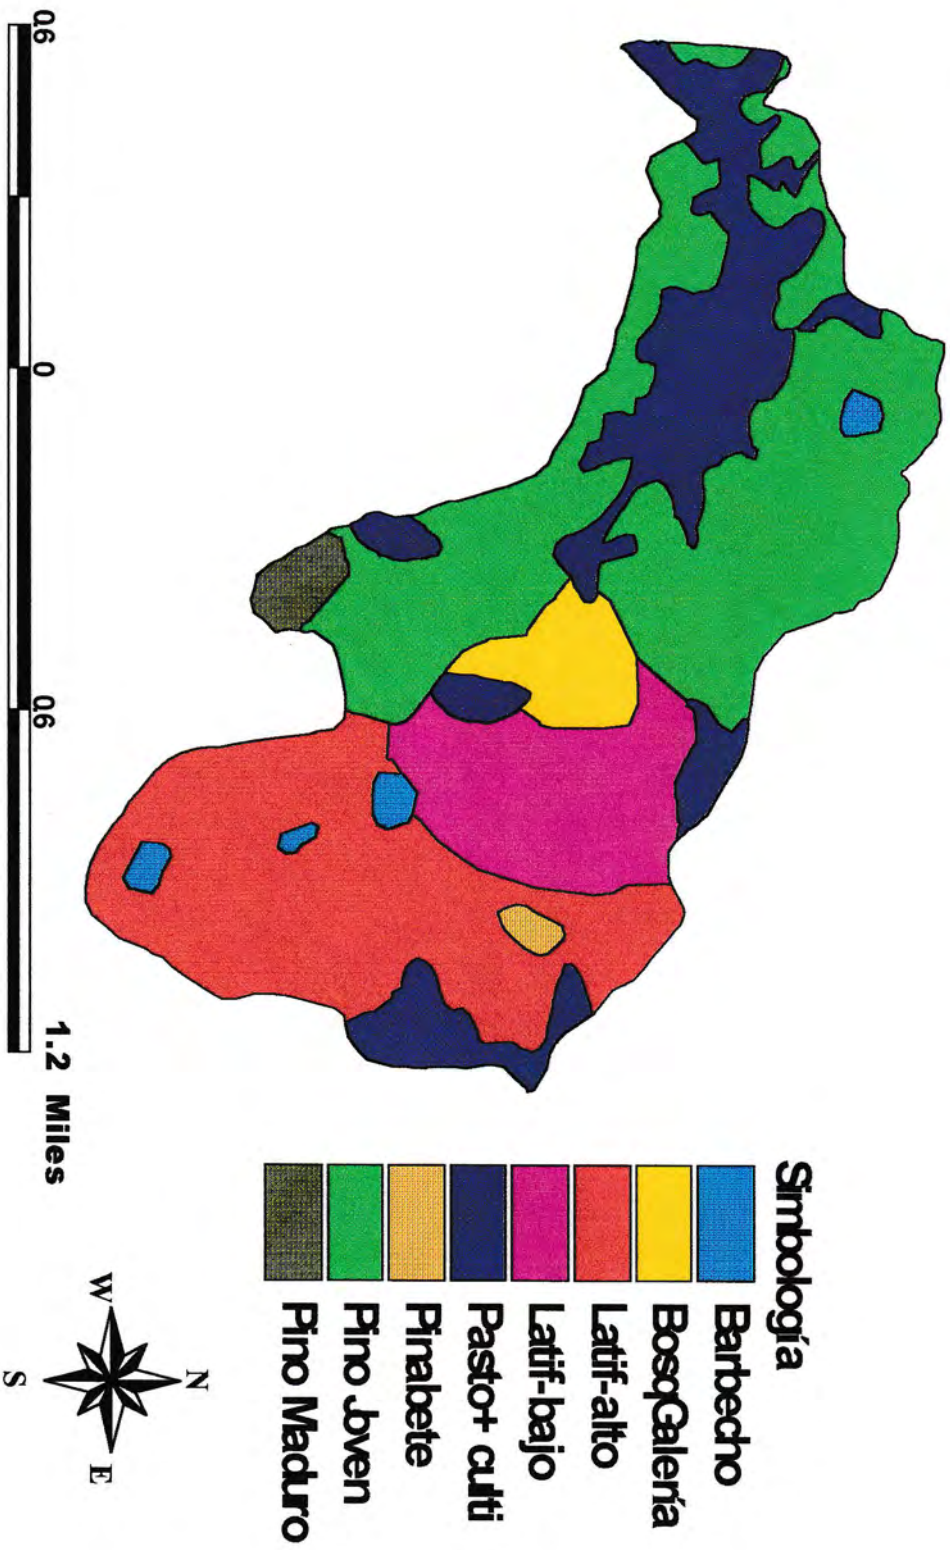 Simbología
Barbecho
BosqGalería
Latif-alto
Latif-bajo
Pasto+ culti
Pinabete
Pino Joven
Pino Maduro
0.6 0 0.6 1.2 Miles
N
W E
S